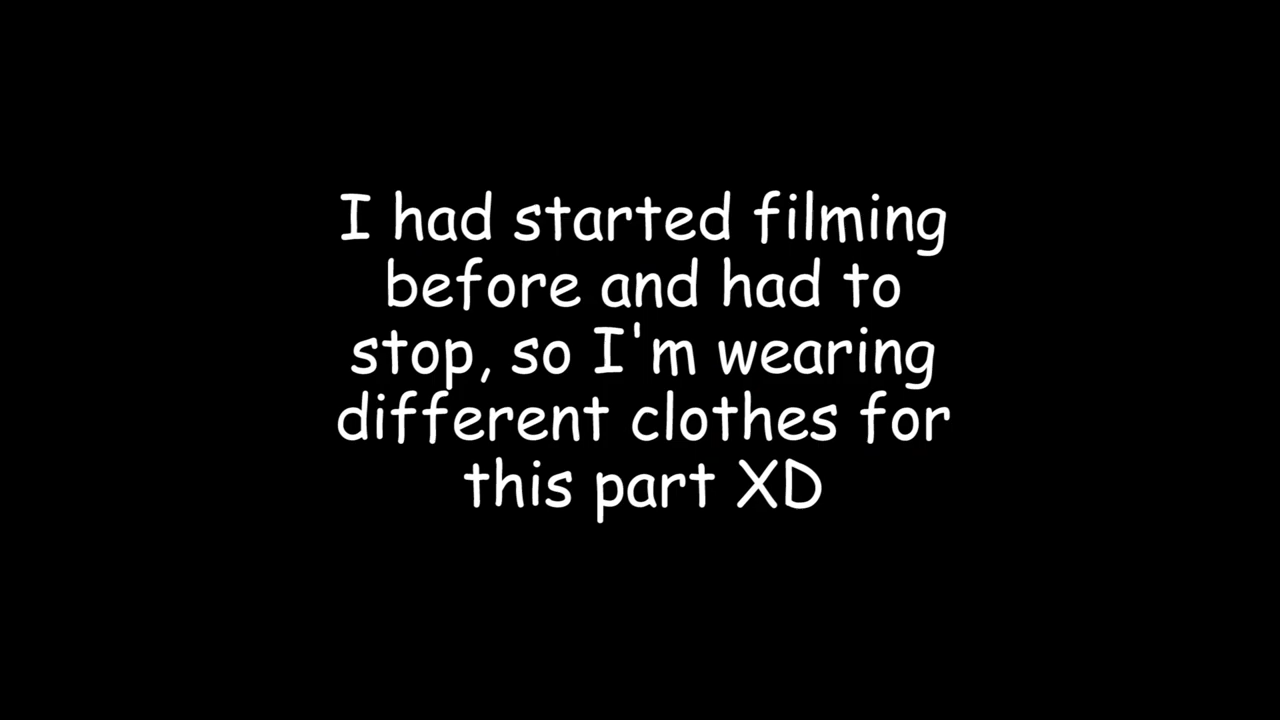 I had started filming
before and had to
stop, so I'm wearing
different clothes for
this part XD